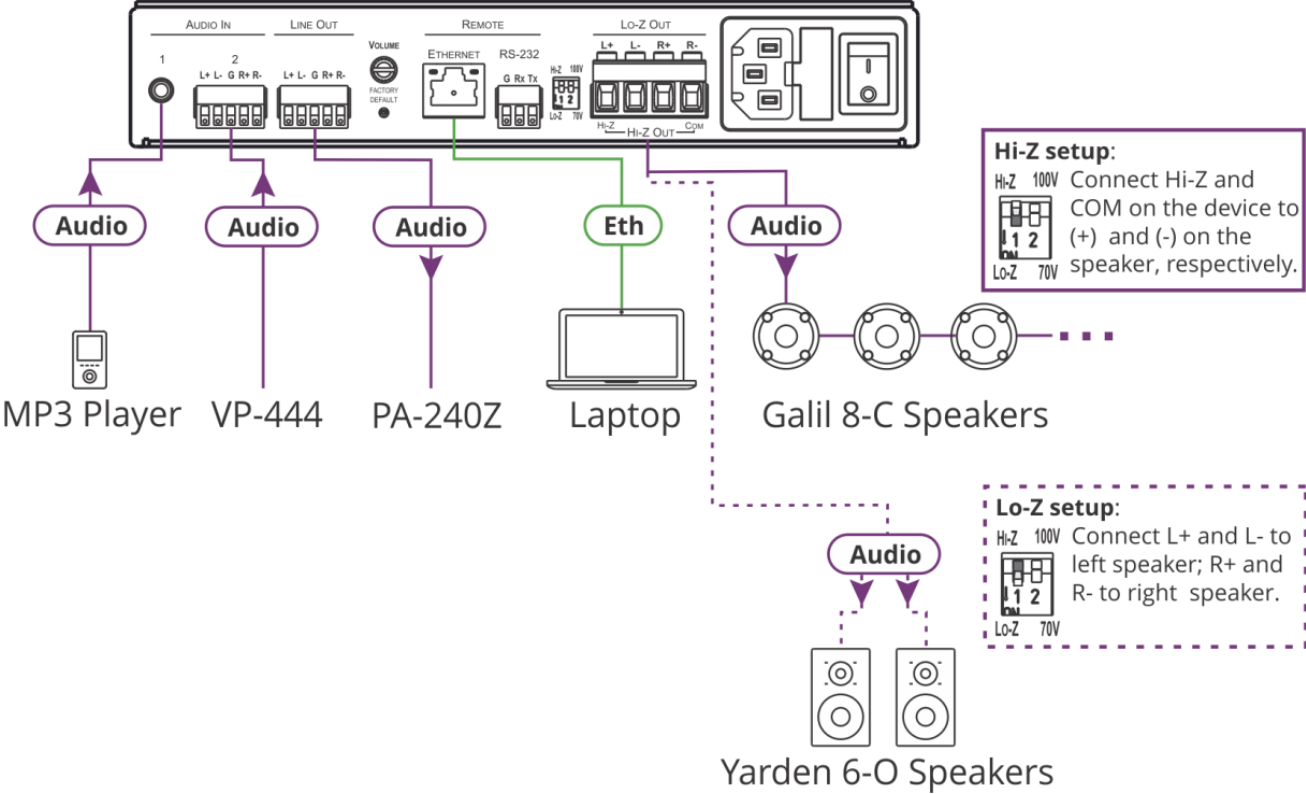 AUDIO IN
LINE OUT
REMOTE
LO-Z OUT
1
2
L+ L- G R+ R-
L+ L- G R+ R-
VOLUME
FACTORY
DEFAULT
ETHERNET
RS-232
G Rx Tx
Hi-Z 100V
1 2
Lo-Z 70V
L+ L- R+ R-
Hi-Z
COM
HI-Z OUT
Audio
Audio
Audio
Eth
Audio
MP3 Player
VP-444
PA-240Z
Laptop
Galil 8-C Speakers
Hi-Z setup:
Hi-Z 100V
1 2
ON
Lo-Z 70V
Connect Hi-Z and
COM on the device to
(+) and (-) on the
speaker, respectively.
Audio
Yarden 6-O Speakers
Lo-Z setup:
Hi-Z 100V
1 2
ON
Lo-Z 70V
Connect L+ and L- to
left speaker; R+ and
R- to right speaker.